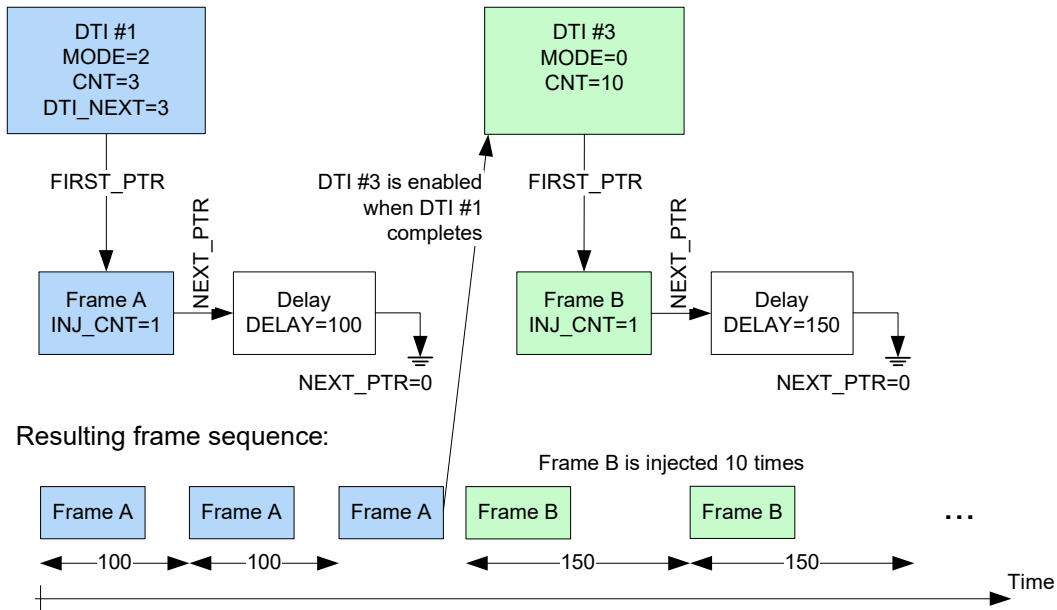 DTI #1
MODE=2
CNT=3
DTI_NEXT=3
DTI #3
MODE=0
CNT=10
FIRST_PTR
NEXT_PTR
DTI #3 is enabled
when DTI #1
completes
FIRST_PTR
NEXT_PTR
Frame A
INJ_CNT=1
Delay
DELAY=100
Frame B
INJ_CNT=1
Delay
DELAY=150
NEXT_PTR=0
NEXT_PTR=0
Resulting frame sequence:
Frame B is injected 10 times
Frame A
Frame A
Frame A
Frame B
Frame B
...
100
100
150
150
Time